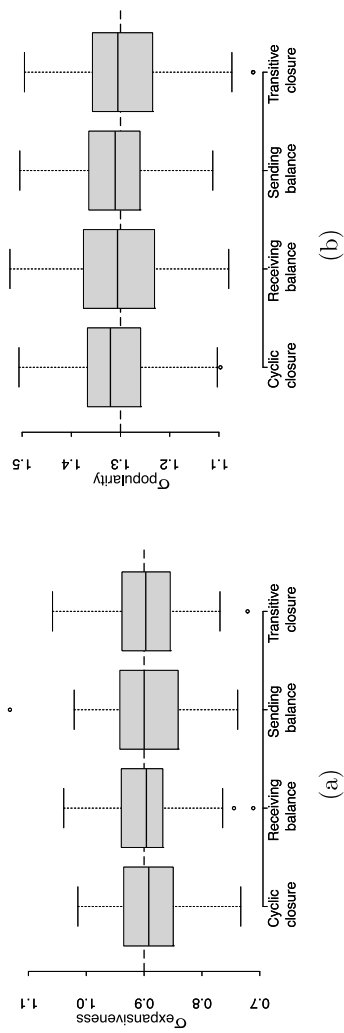 1.1
1.0
0.9
0.8
0.7
σexpansiveness
Cyclic closure
Receiving balance
Sending balance
Transitive closure
(a)
1.5
1.4
1.3
1.2
1.1
σpopularity
Cyclic closure
Receiving balance
Sending balance
Transitive closure
(b)